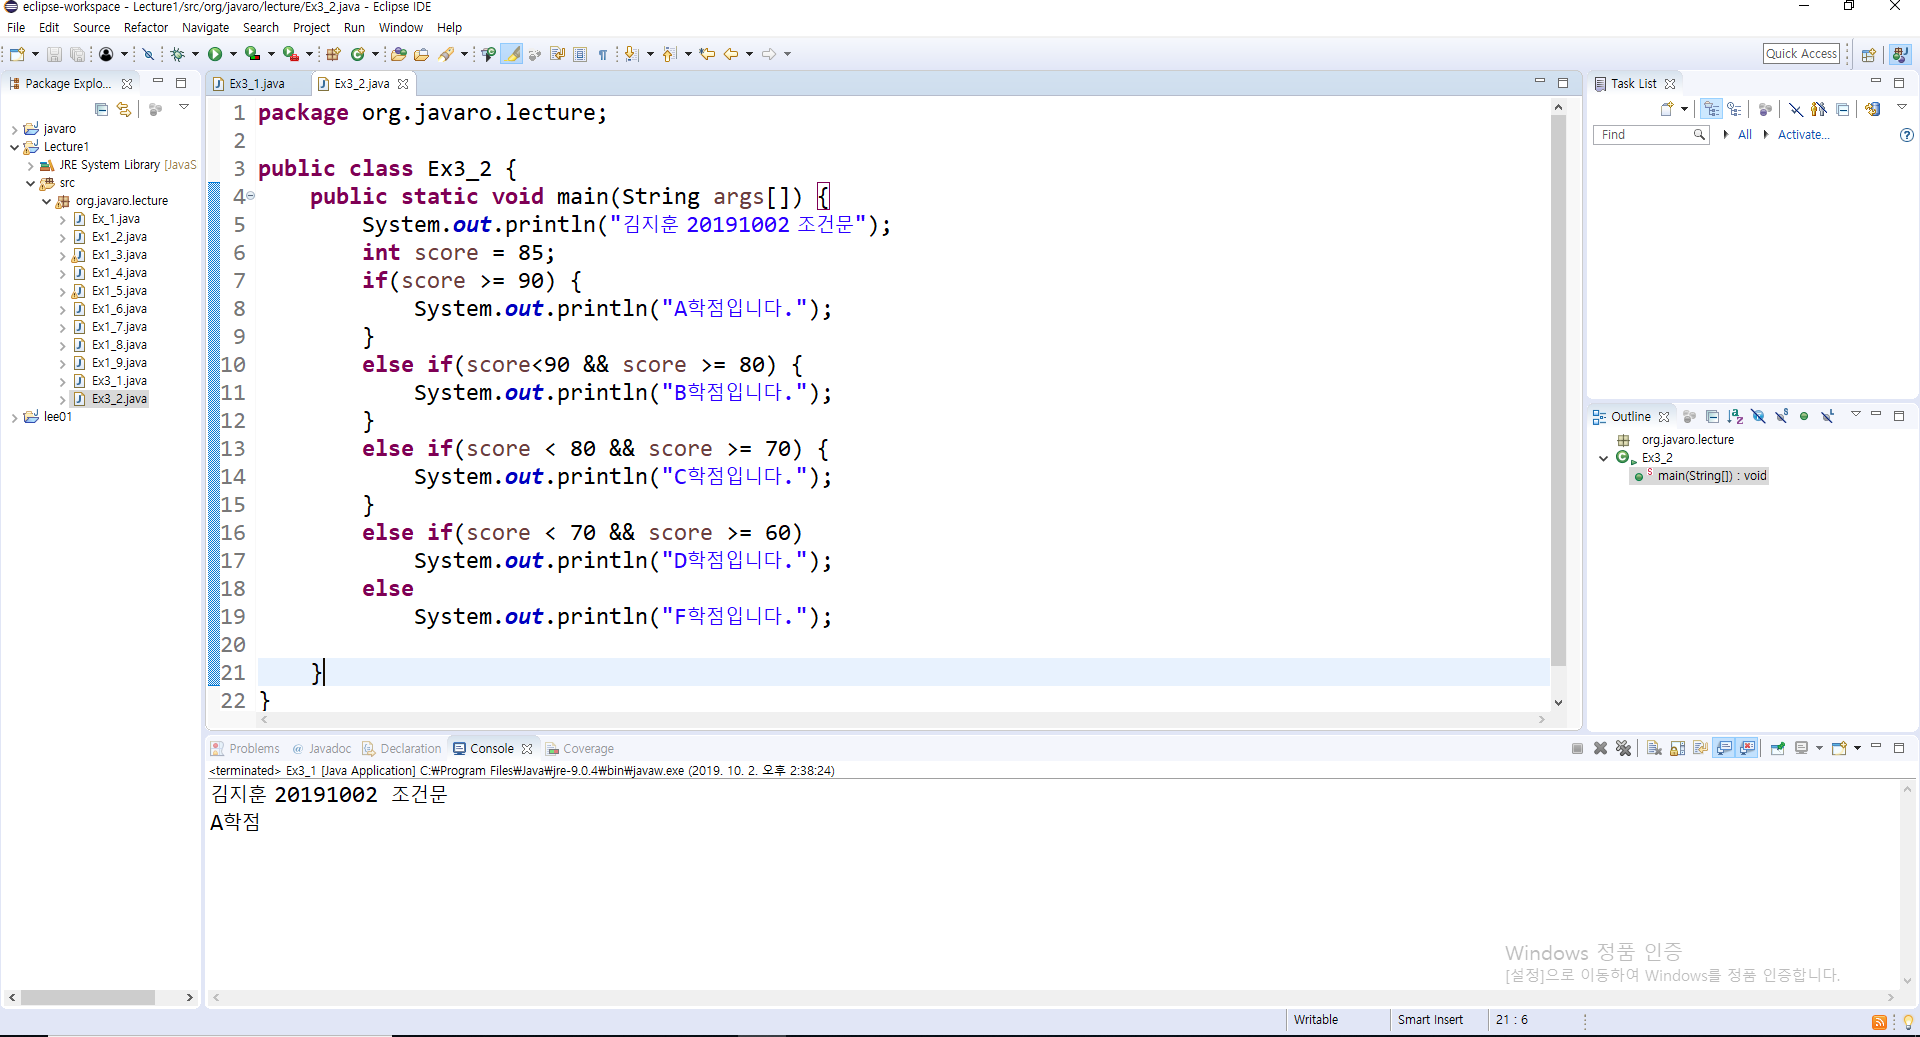 eclipse-workspace - Lecture1/src/org/javaro/lecture/Ex3_2.java - Eclipse IDE
File Edit Source Refactor Navigate Search Project Run Window Help
Quick Access
Package Explo...
javaro
Lecture1
JRE System Library [JavaS
src
org.javaro.lecture
Ex_1.java
Ex1_2.java
Ex1_3.java
Ex1_4.java
Ex1_5.java
Ex1_6.java
Ex1_7.java
Ex1_8.java
Ex1_9.java
Ex3_1.java
Ex3_2.java
lee01
Ex3_1.java Ex3_2.java
1 package org.javaro.lecture;
2
3 public class Ex3_2 {
4 public static void main(String args[]) {
5 System.out.println("김지훈 20191002 조건문");
6 int score = 85;
7 if(score >= 90) {
8 System.out.println("A학점입니다.");
9 }
10 else if(score<90 && score >= 80) {
11 System.out.println("B학점입니다.");
12 }
13 else if(score < 80 && score >= 70) {
14 System.out.println("C학점입니다.");
15 }
16 else if(score < 70 && score >= 60)
17 System.out.println("D학점입니다.");
18 else
19 System.out.println("F학점입니다.");
20
21 }
22 }
Task List
Find All Activate...
Outline
org.javaro.lecture
Ex3_2
main(String[]) : void
Problems Javadoc Declaration Console Coverage
<terminated> Ex3_1 [Java Application] C:₩Program Files₩Java₩jre-9.0.4₩bin₩javaw.exe (2019. 10. 2. 오후 2:38:24)
김지훈 20191002 조건문
A학점
Windows 정품 인증
[설정]으로 이동하여 Windows를 정품 인증합니다.
Writable Smart Insert 21 : 6